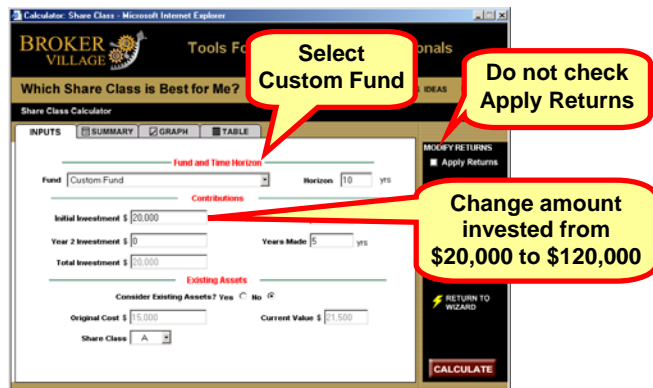 Calculator: Share Class - Microsoft Internet Explorer
BROKER
VILLAGE
Tools Fo
onals
Select
Custom Fund
Do not check
Apply Returns
Which Share Class is Best for Me?
IDEAS
Share Class Calculator
INPUTS SUMMARY GRAPH TABLE
MODIFY RETURNS
Apply Returns
Fund and Time Horizon
Fund Custom Fund Horizon 10 yrs
Contributions
Initial Investment $ 20,000
Change amount
invested from
$20,000 to $120,000
Year 2 Investment $ 0 Years Made 5 yrs
Total Investment $ 20,000
Existing Assets
Consider Existing Assets? Yes No
RETURN TO
WIZARD
Original Cost $ 15,000 Current Value $ 21,500
Share Class A
CALCULATE